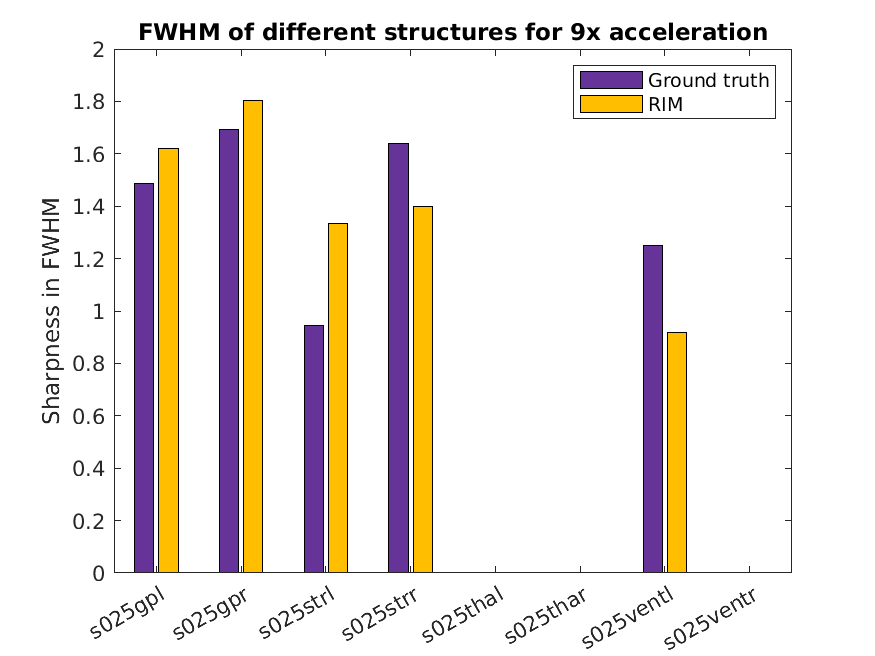 FWHM of different structures for 9x acceleration
Ground truth
RIM
Sharpness in FWHM
2
1.8
1.6
1.4
1.2
1
0.8
0.6
0.4
0.2
0
s025gpl
s025gpr
s025strl
s025strr
s025thal
s025thar
s025ventl
s025ventr